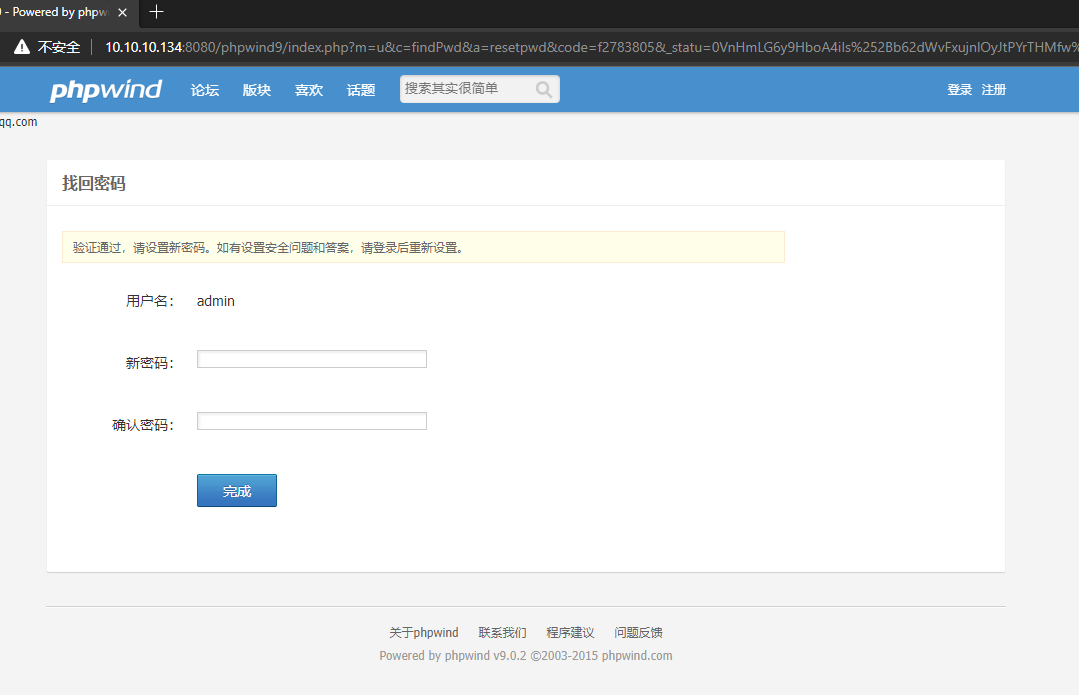 - Powered by phpw
不安全 10.10.10.134:8080/phpwind9/index.php?m=u&c=findPwd&a=resetpwd&code=f2783805&_statu=0VnHmLG6y9HboA4iIs%252Bb62dWvFxujnIOyJtPYrTHMfw%
phpwind 论坛 版块 喜欢 话题 搜索其实很简单 登录 注册
qq.com
找回密码
验证通过，请设置新密码。如有设置安全问题和答案，请登录后重新设置。
用户名： admin
新密码：
确认密码：
完成
关于phpwind 联系我们 程序建议 问题反馈
Powered by phpwind v9.0.2 ©2003-2015 phpwind.com